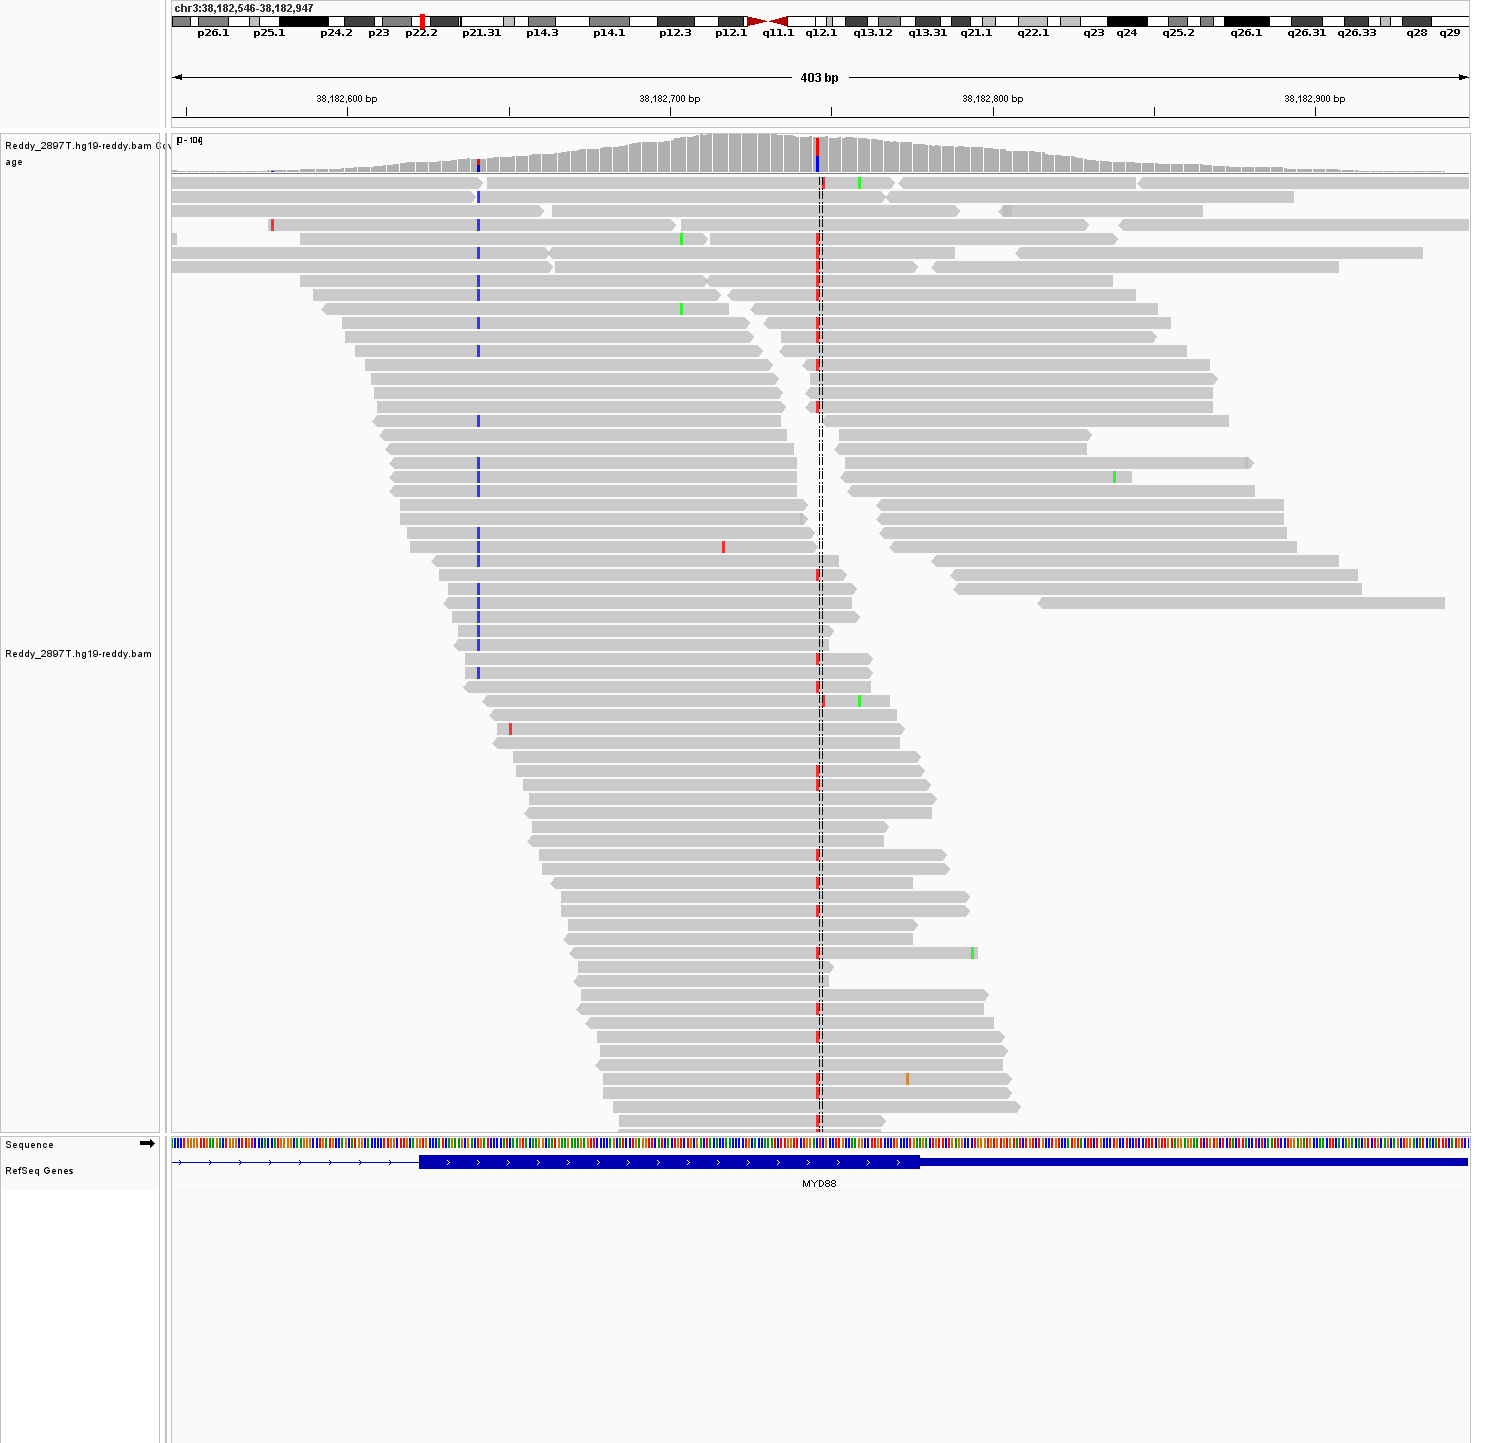 chr3:38,182,546-38,182,947
p26.1 p25.1 p24.2 p23 p22.2 p21.31 p14.3 p14.1 p12.3 p12.1 q11.1 q12.1 q13.12 q13.31 q21.1 q22.1 q23 q24 q25.2 q26.1 q26.31 q26.33 q28 q29
403 bp
38,182,600 bp 38,182,700 bp 38,182,800 bp 38,182,900 bp
[0 - 104]
Reddy_2897T.hg19-reddy.bam Cov
age
Reddy_2897T.hg19-reddy.bam
Sequence
RefSeq Genes
MYD88